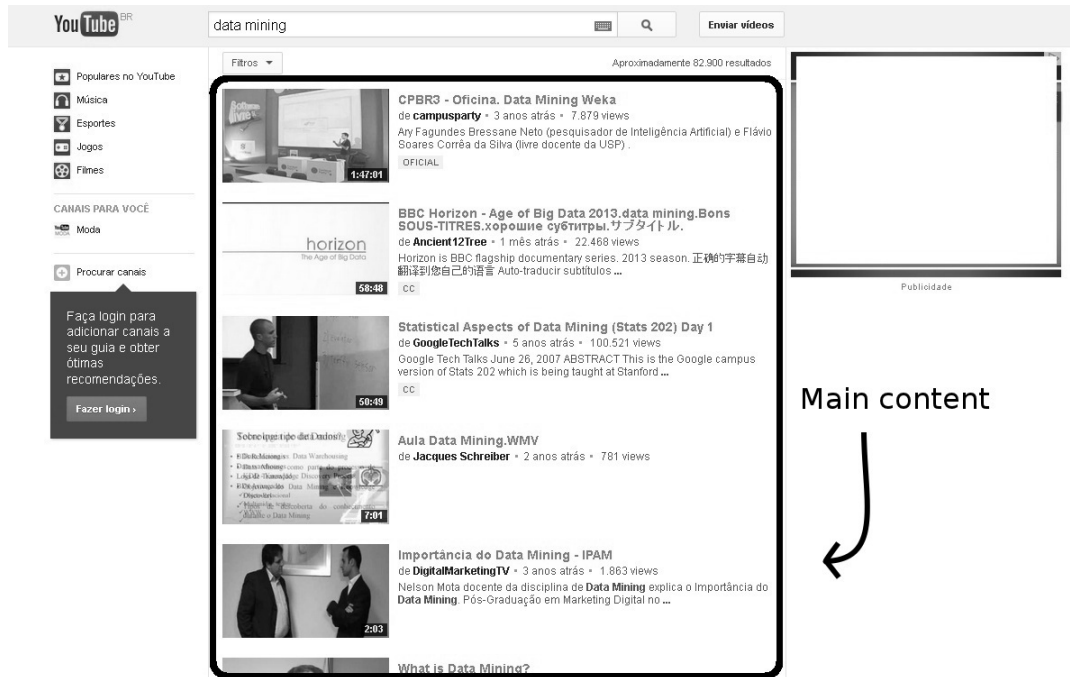 YouTube BR
data mining
Enviar vídeos
Populares no YouTube
Música
Esportes
Jogos
Filmes
CANAIS PARA VOCÊ
Moda
Procurar canais
Faça login para
adicionar canais a
seu guia e obter
ótimas
recomendações.
Fazer login ›
Filtros
Aproximadamente 82.900 resultados
1:47:01
CPBR3 - Oficina. Data Mining Weka
de campusparty • 3 anos atrás • 7.879 views
Ary Fagundes Bressane Neto (pesquisador de Inteligência Artificial) e Flávio
Soares Corrêa da Silva (livre docente da USP) .
OFICIAL
horizon
The Age of Big Data
58:48
BBC Horizon - Age of Big Data 2013.data mining.Bons
SOUS-TITRES.хорошие субтитры.サブタイトル.
de Ancient12Tree • 1 mês atrás • 22.468 views
Horizon is BBC flagship documentary series. 2013 season. 正确的字幕自动
翻译到您自己的语言 Auto-traducir subtítulos ...
CC
50:49
Statistical Aspects of Data Mining (Stats 202) Day 1
de GoogleTechTalks • 5 anos atrás • 100.521 views
Google Tech Talks June 26, 2007 ABSTRACT This is the Google campus
version of Stats 202 which is being taught at Stanford ...
CC
7:01
Aula Data Mining.WMV
de Jacques Schreiber • 2 anos atrás • 781 views
2:03
Importância do Data Mining - IPAM
de DigitalMarketingTV • 3 anos atrás • 1.863 views
Nelson Mota docente da disciplina de Data Mining explica o Importância do
Data Mining. Pós-Graduação em Marketing Digital no ...
What is Data Mining?
Publicidade
Main content